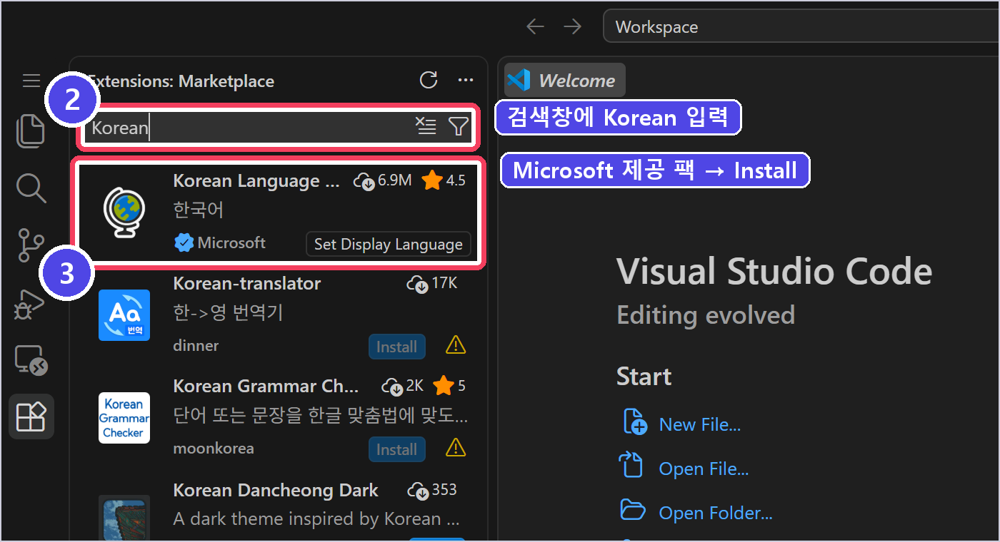 Workspace
Extensions: Marketplace
Welcome
2
Korean
검색창에 Korean 입력
Microsoft 제공 팩 → Install
Korean Language ... 6.9M 4.5
한국어
Microsoft Set Display Language
3
Korean-translator 17K
한->영 번역기
dinner Install
Aa
번역
Korean Grammar Ch... 2K 5
단어 또는 문장을 한글 맞춤법에 맞도...
moonkorea Install
Korean
Grammar
Checker
Korean Dancheong Dark 353
A dark theme inspired by Korean ...
Visual Studio Code
Editing evolved
Start
New File...
Open File...
Open Folder...